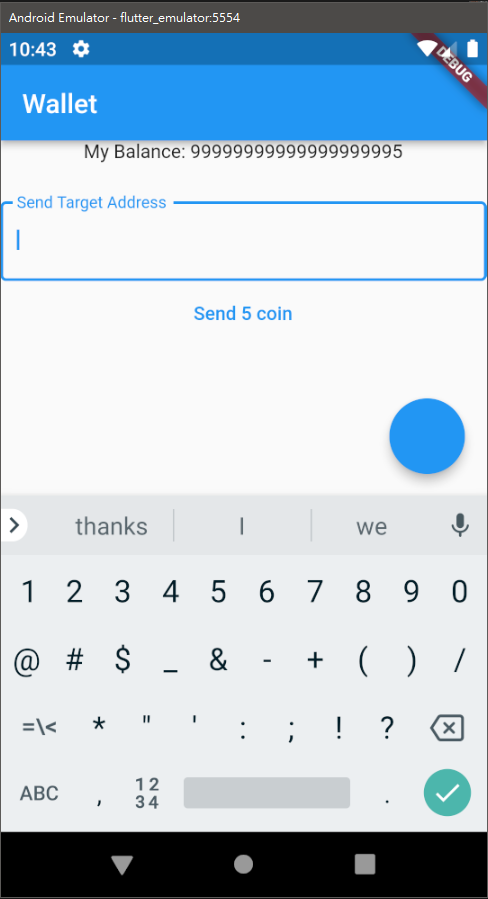 Android Emulator - flutter_emulator:5554
10:43
DEBUG
Wallet
My Balance: 99999999999999999995
Send Target Address
Send 5 coin
thanks I we
1 2 3 4 5 6 7 8 9 0
@ # $ _ & - + ( ) /
=\< * " ' : ; ! ?
ABC , 12 34 .